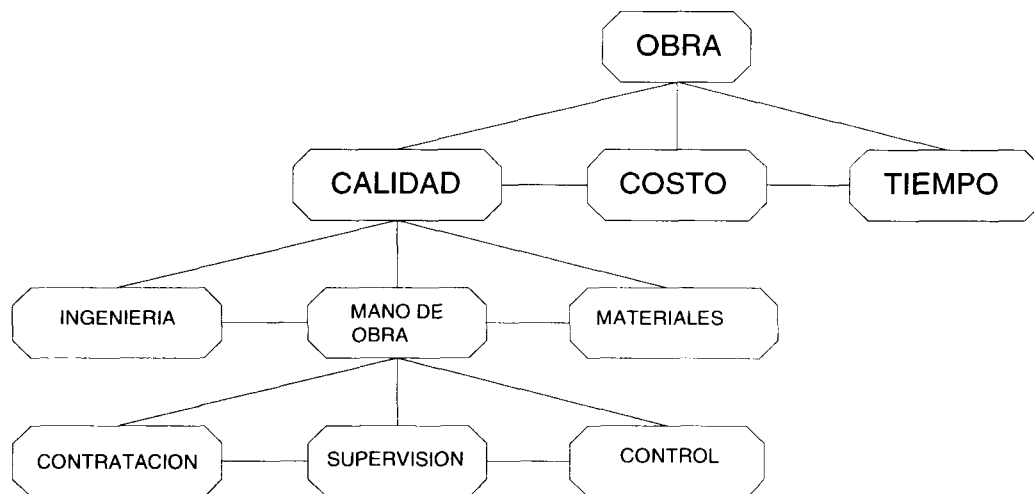 OBRA
CALIDAD
COSTO
TIEMPO
INGENIERIA
MANO DE
OBRA
MATERIALES
CONTRATACION
SUPERVISION
CONTROL